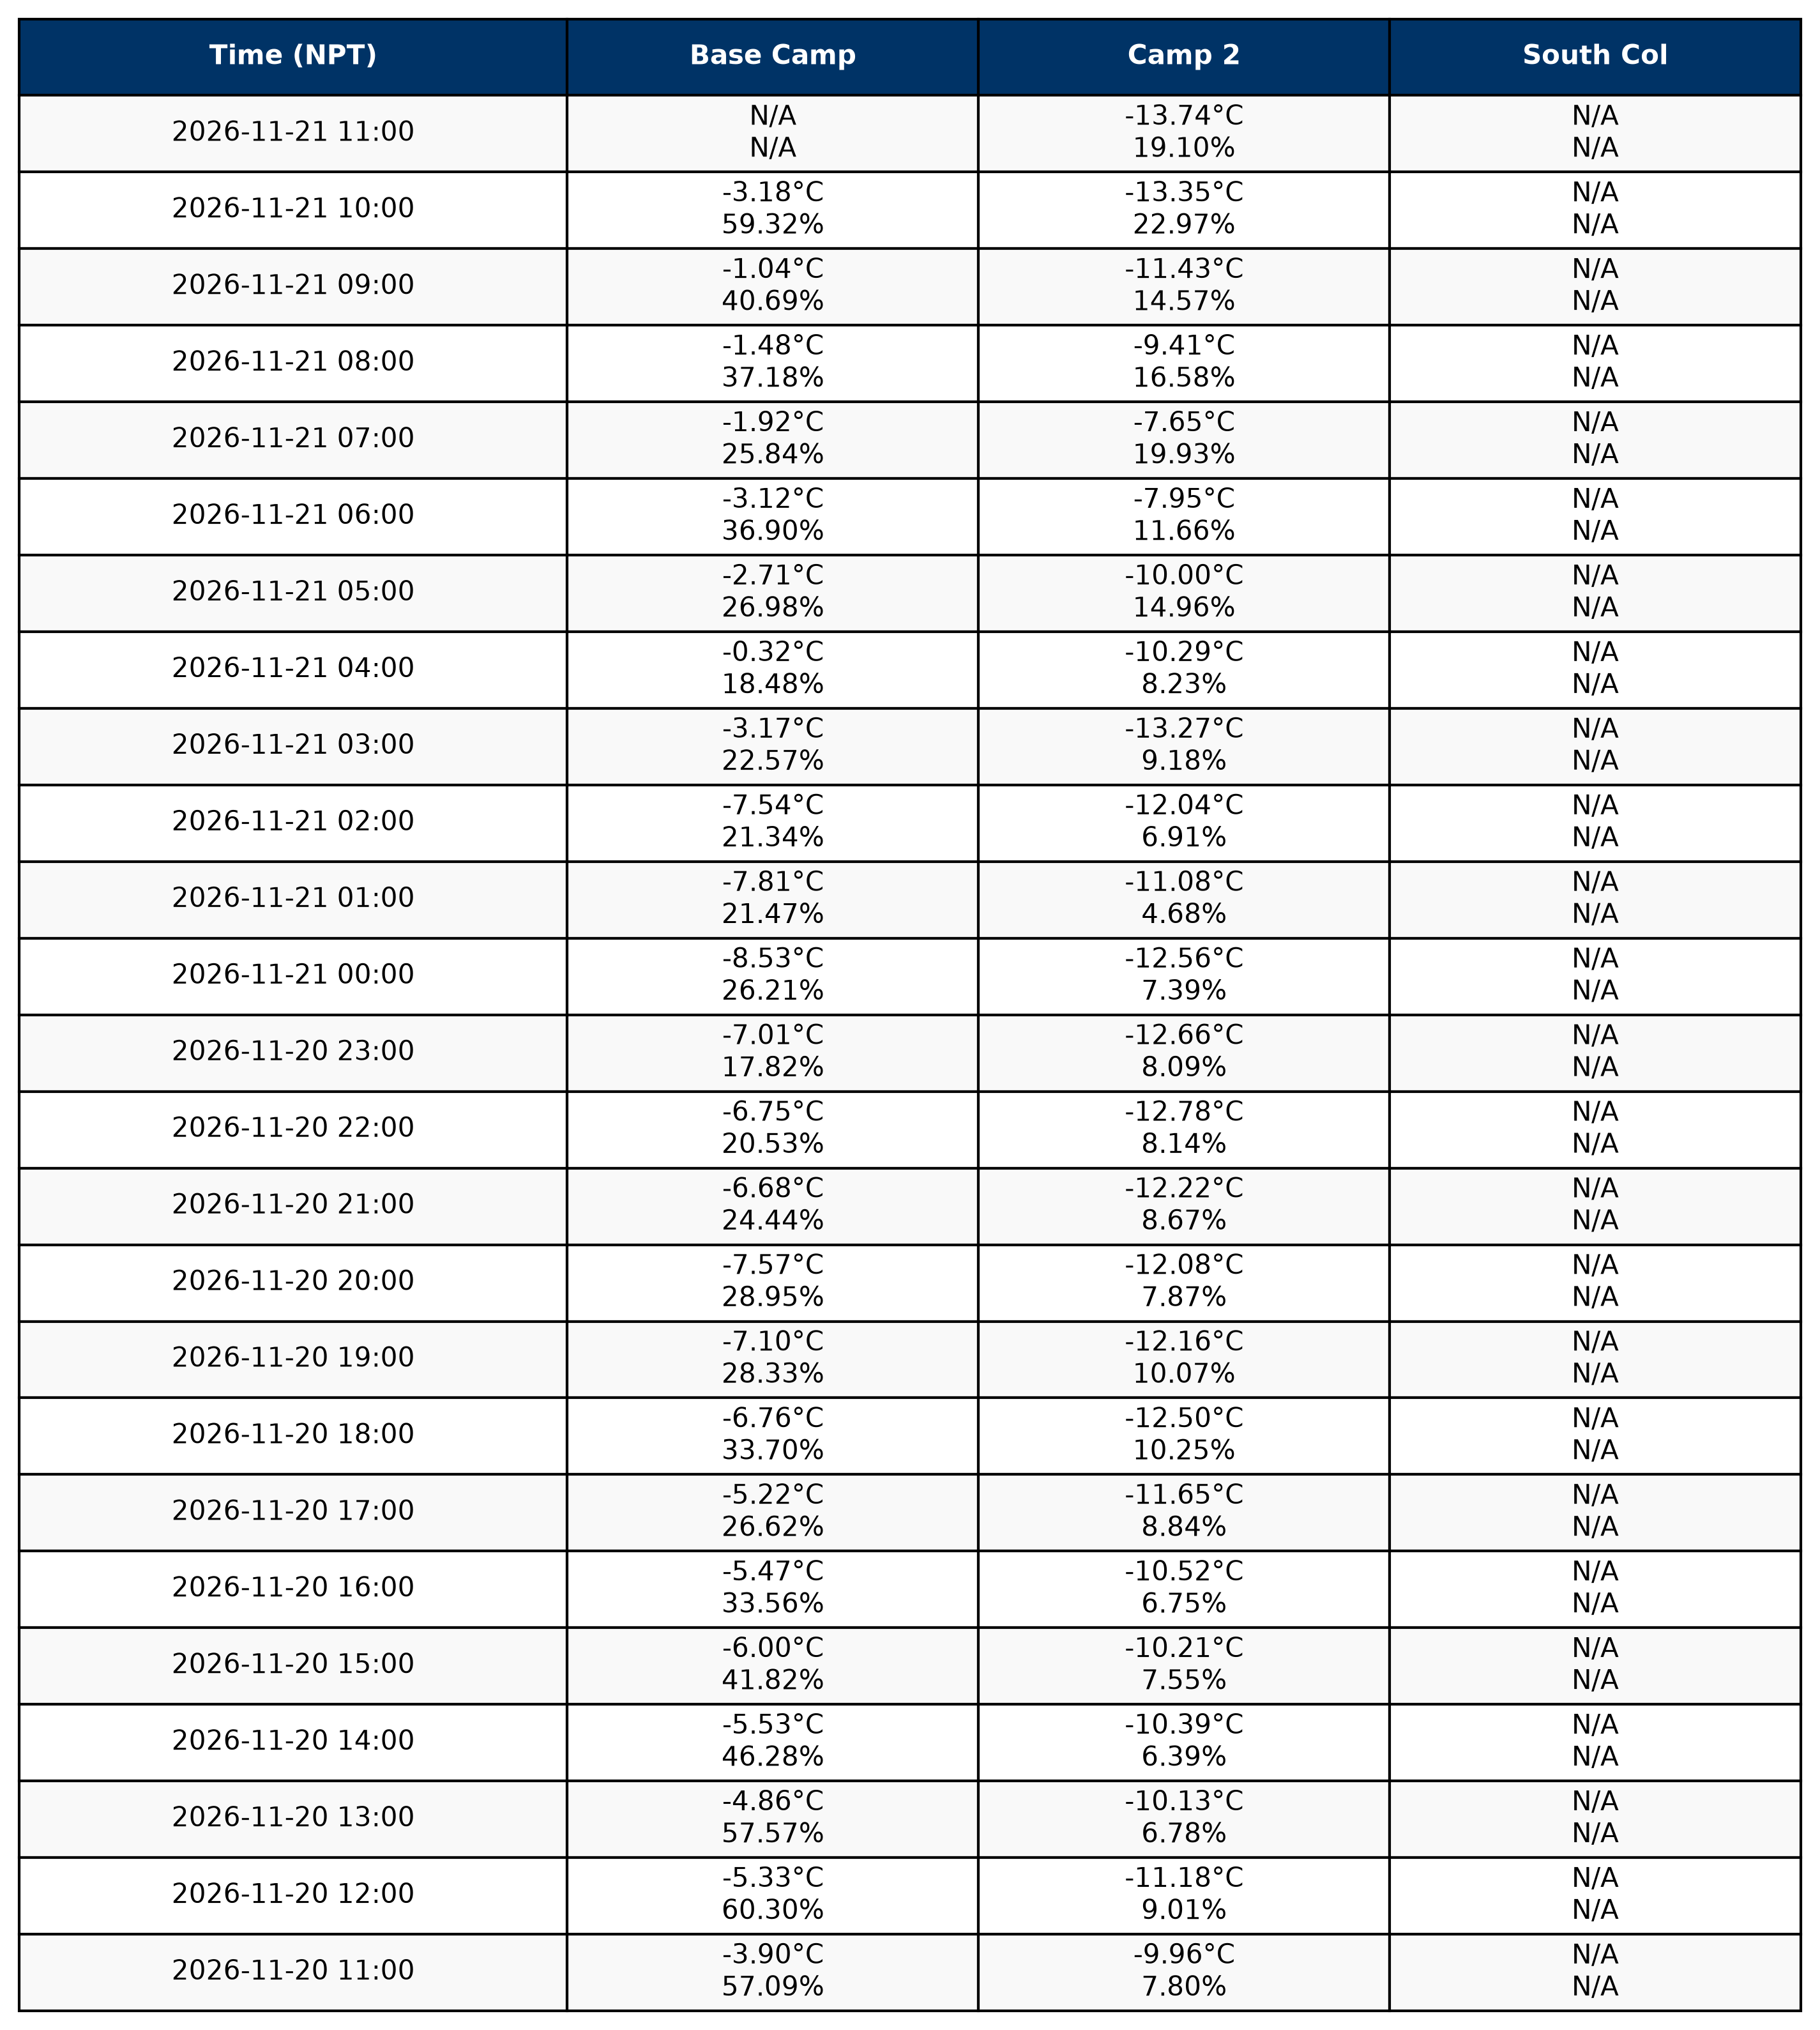 Time (NPT) Base Camp Camp 2 South Col
N/A -13.74°C N/A
2026-11-21 11:00
N/A 19.10% N/A
-3.18°C -13.35°C N/A
2026-11-21 10:00
59.32% 22.97% N/A
-1.04°C -11.43°C N/A
2026-11-21 09:00
40.69% 14.57% N/A
-1.48°C -9.41°C N/A
2026-11-21 08:00
37.18% 16.58% N/A
-1.92°C -7.65°C N/A
2026-11-21 07:00
25.84% 19.93% N/A
-3.12°C -7.95°C N/A
2026-11-21 06:00
36.90% 11.66% N/A
-2.71°C -10.00°C N/A
2026-11-21 05:00
26.98% 14.96% N/A
-0.32°C -10.29°C N/A
2026-11-21 04:00
18.48% 8.23% N/A
-3.17°C -13.27°C N/A
2026-11-21 03:00
22.57% 9.18% N/A
-7.54°C -12.04°C N/A
2026-11-21 02:00
21.34% 6.91% N/A
-7.81°C -11.08°C N/A
2026-11-21 01:00
21.47% 4.68% N/A
-8.53°C -12.56°C N/A
2026-11-21 00:00
26.21% 7.39% N/A
-7.01°C -12.66°C N/A
2026-11-20 23:00
17.82% 8.09% N/A
-6.75°C -12.78°C N/A
2026-11-20 22:00
20.53% 8.14% N/A
-6.68°C -12.22°C N/A
2026-11-20 21:00
24.44% 8.67% N/A
-7.57°C -12.08°C N/A
2026-11-20 20:00
28.95% 7.87% N/A
-7.10°C -12.16°C N/A
2026-11-20 19:00
28.33% 10.07% N/A
-6.76°C -12.50°C N/A
2026-11-20 18:00
33.70% 10.25% N/A
-5.22°C -11.65°C N/A
2026-11-20 17:00
26.62% 8.84% N/A
-5.47°C -10.52°C N/A
2026-11-20 16:00
33.56% 6.75% N/A
-6.00°C -10.21°C N/A
2026-11-20 15:00
41.82% 7.55% N/A
-5.53°C -10.39°C N/A
2026-11-20 14:00
46.28% 6.39% N/A
-4.86°C -10.13°C N/A
2026-11-20 13:00
57.57% 6.78% N/A
-5.33°C -11.18°C N/A
2026-11-20 12:00
60.30% 9.01% N/A
-3.90°C -9.96°C N/A
2026-11-20 11:00
57.09% 7.80% N/A